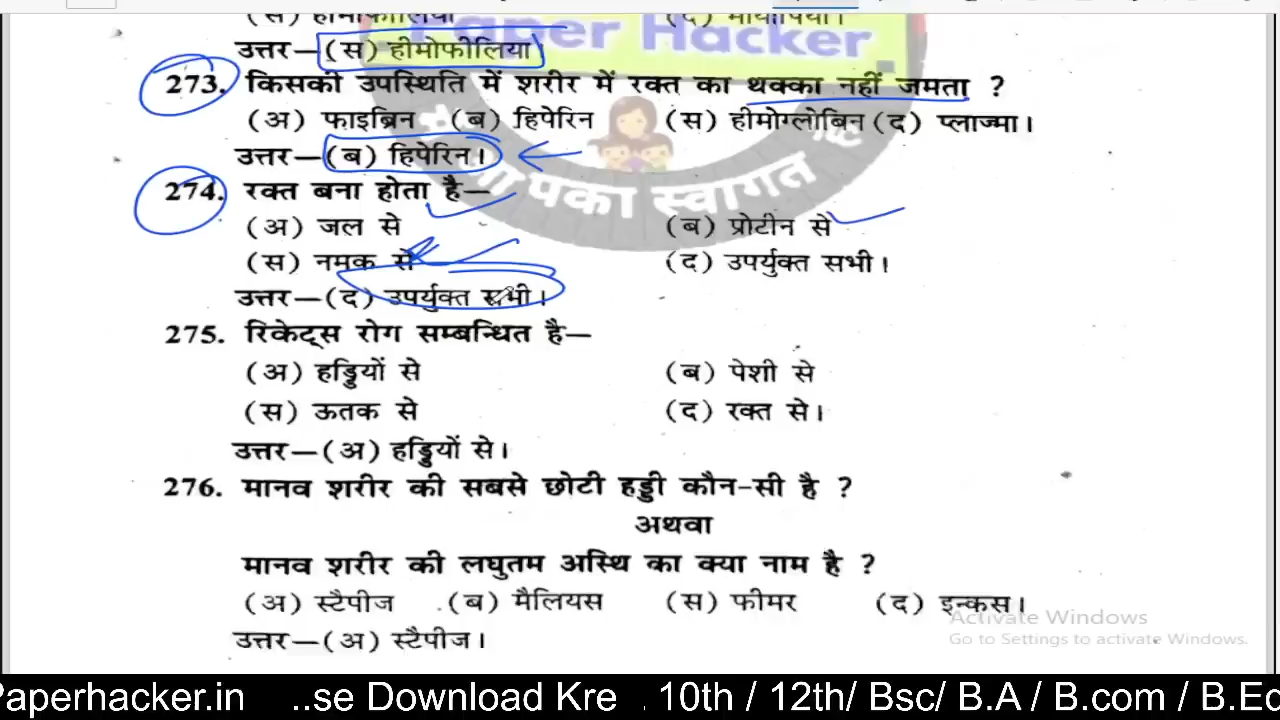 (स) हीमोफीलिया (द) मायोपिया।
Paper Hacker
उत्तर—(स) हीमोफीलिया।
273. किसकी उपस्थिति में शरीर में रक्त का थक्का नहीं जमता ?
(अ) फाइब्रिन (ब) हिपेरिन (स) हीमोग्लोबिन (द) प्लाज्मा।
उत्तर—(ब) हिपेरिन।
आपका स्वागत
274. रक्त बना होता है—
(अ) जल से (ब) प्रोटीन से
(स) नमक से (द) उपर्युक्त सभी।
उत्तर—(द) उपर्युक्त सभी।
275. रिकेट्स रोग सम्बन्धित है—
(अ) हड्डियों से (ब) पेशी से
(स) ऊतक से (द) रक्त से।
उत्तर—(अ) हड्डियों से।
276. मानव शरीर की सबसे छोटी हड्डी कौन-सी है ?
अथवा
मानव शरीर की लघुतम अस्थि का क्या नाम है ?
(अ) स्टैपीज (ब) मैलियस (स) फीमर (द) इन्कस।
Activate Windows
उत्तर—(अ) स्टैपीज।
Go to Settings to activate Windows.
Paperhacker.in ...se Download Kre 10th / 12th/ Bsc/ B.A / B.com / B.Ed